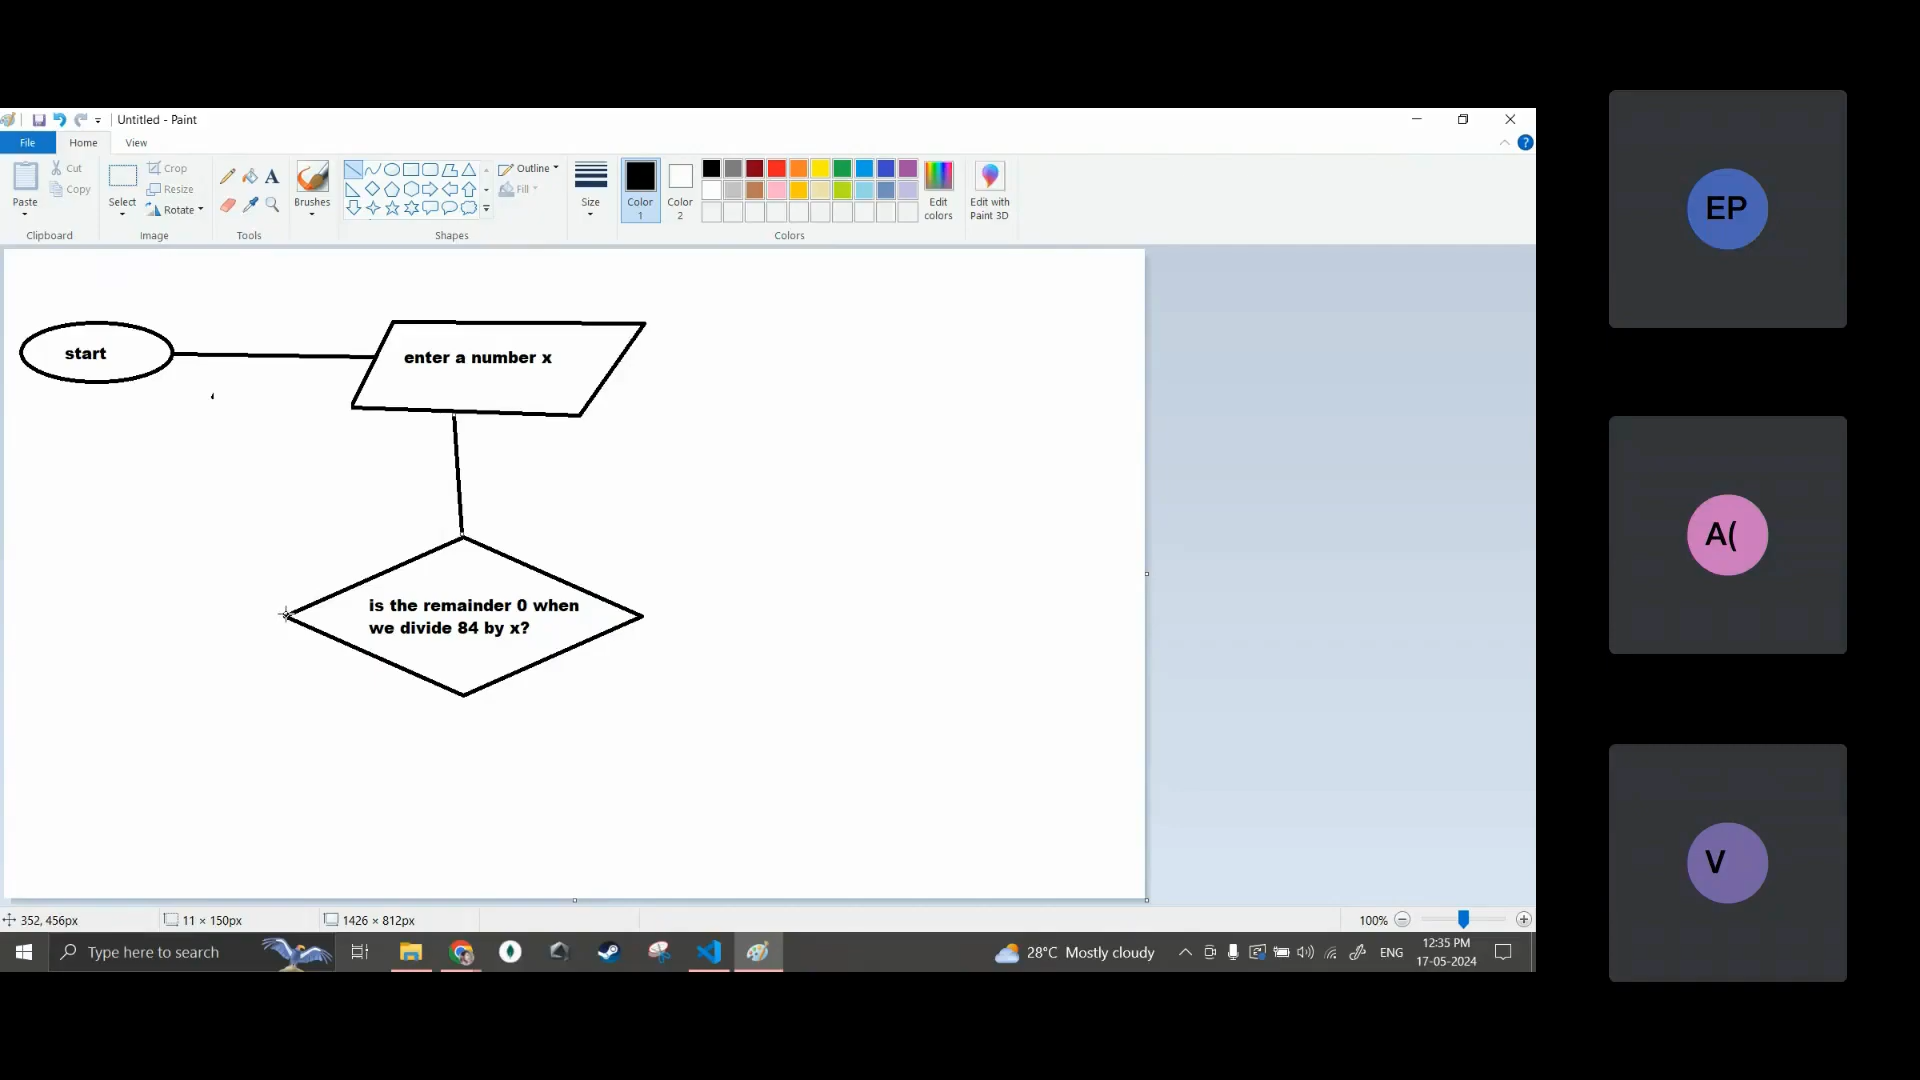 Untitled - Paint
File Home View
Paste
Cut
Copy
Clipboard
Select
Crop
Resize
Rotate
Image
A
Tools
Brushes
Shapes
Outline
Fill
Size
Color 1
Color 2
Edit colors
Edit with Paint 3D
Colors
?
start
enter a number x
is the remainder 0 when
we divide 84 by x?
352, 456px
11 × 150px
1426 × 812px
100%
Type here to search
28°C Mostly cloudy
ENG
12:35 PM
17-05-2024
EP
A(
V